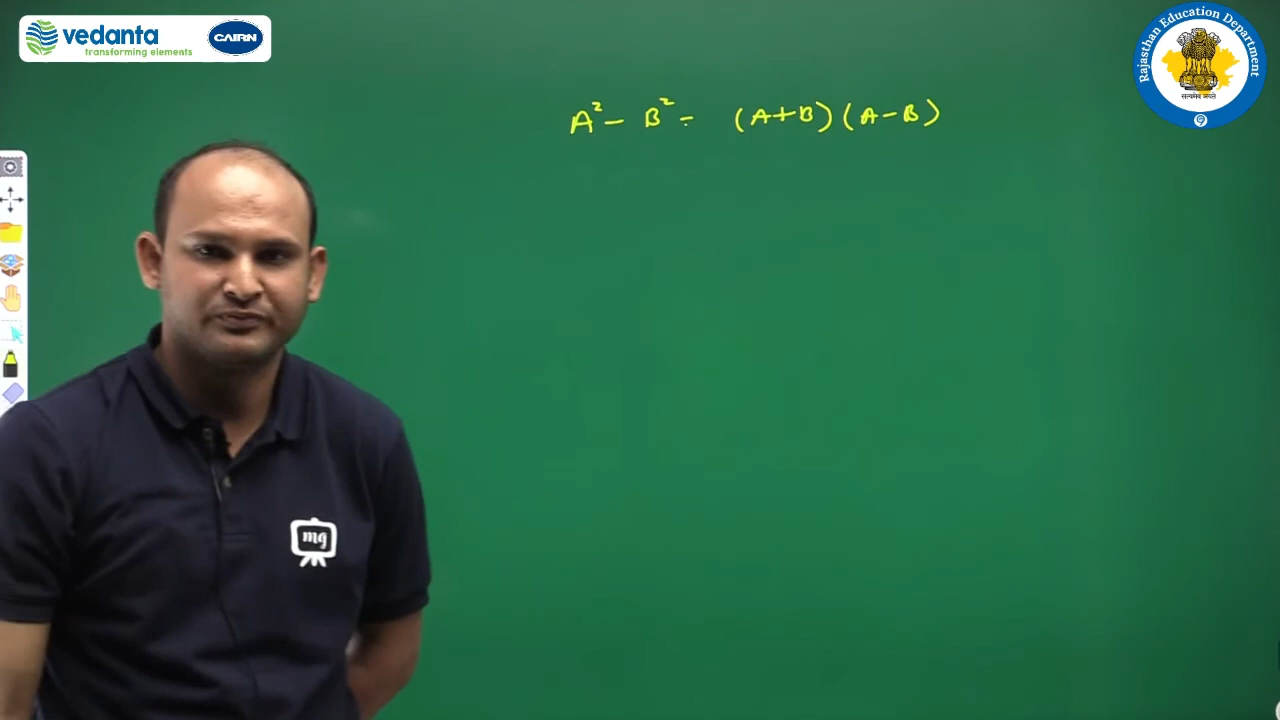 vedanta
transforming elements
CAIRN
Rajasthan Education Department
सत्यमेव जयते
A² - B² = (A+B)(A-B)
mg